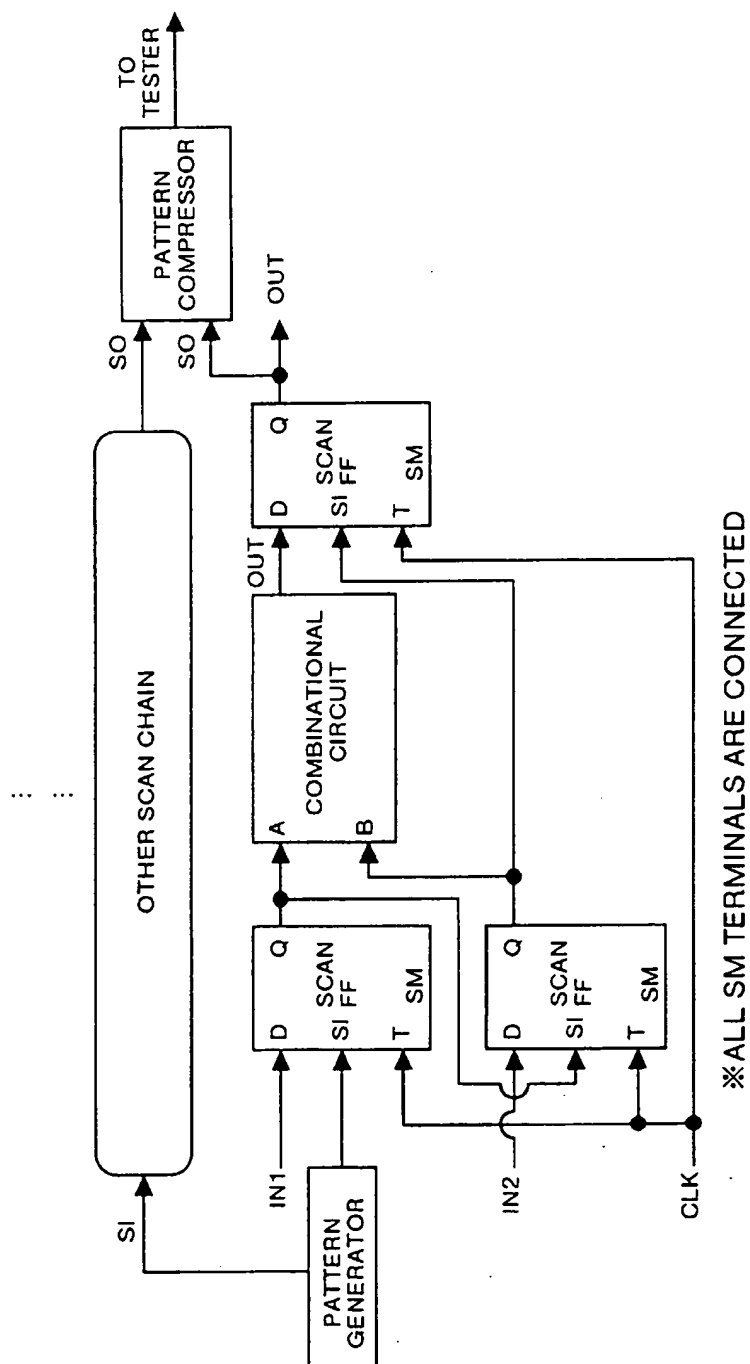 TO
TESTER
PATTERN
COMPRESSOR
SO
SO
OUT
OTHER SCAN CHAIN
SI
D
Q
SCAN
FF
SI
T
SM
OUT
COMBINATIONAL
CIRCUIT
A
B
D
Q
SCAN
FF
SI
T
SM
D
Q
SCAN
FF
SI
T
SM
IN1
IN2
CLK
PATTERN
GENERATOR
※ALL SM TERMINALS ARE CONNECTED